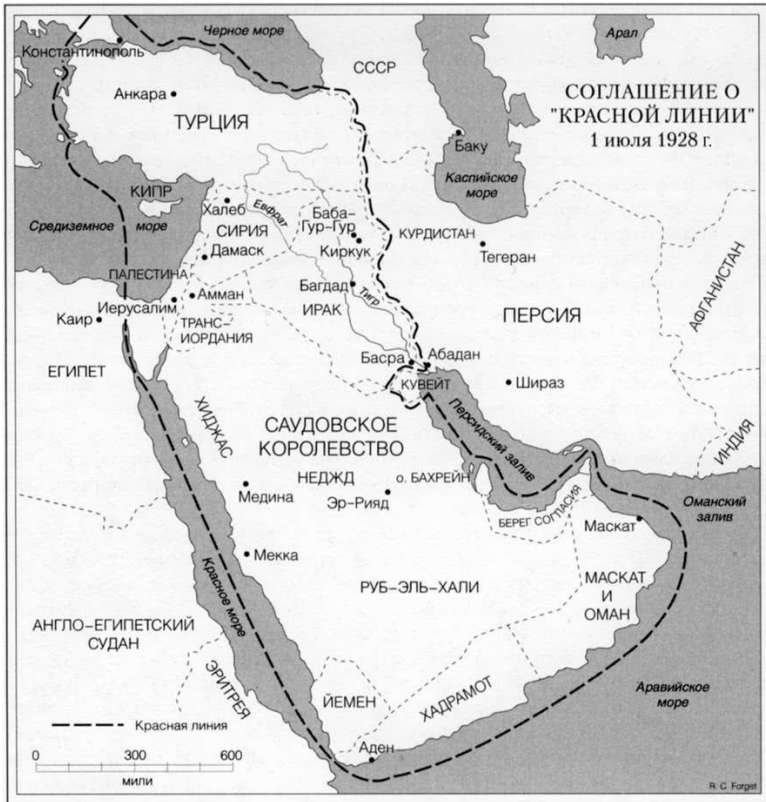 Черное море
Арал
Константинополь
СССР
СОГЛАШЕНИЕ О
"КРАСНОЙ ЛИНИИ"
1 июля 1928 г.
Анкара
ТУРЦИЯ
Баку
Каспийское
море
КИПР
Халеб
Евфрат
Баба-
Гур-Гур
Средиземное море
СИРИЯ
КУРДИСТАН
Киркук
Тегеран
Дамаск
АФГАНИСТАН
ПАЛЕСТИНА
Багдад
Тигр
Иерусалим
Амман
ИРАК
ПЕРСИЯ
Каир
ТРАНС-
ИОРДАНИЯ
Басра
Абадан
ЕГИПЕТ
КУВЕЙТ
Шираз
ХИДЖАС
Персидский залив
ИНДИЯ
САУДОВСКОЕ
КОРОЛЕВСТВО
НЕДЖД
о. БАХРЕЙН
Медина
Эр-Рияд
Оманский
залив
БЕРЕГ СОГЛАСИЯ
Маскат
Мекка
Красное море
РУБ-ЭЛЬ-ХАЛИ
МАСКАТ
И
ОМАН
АНГЛО-ЕГИПЕТСКИЙ
СУДАН
ЭРИТРЕЯ
ЙЕМЕН
ХАДРАМОТ
Аравийское
море
Красная линия
Аден
0 300 600
МИЛИ
R. C. Forget